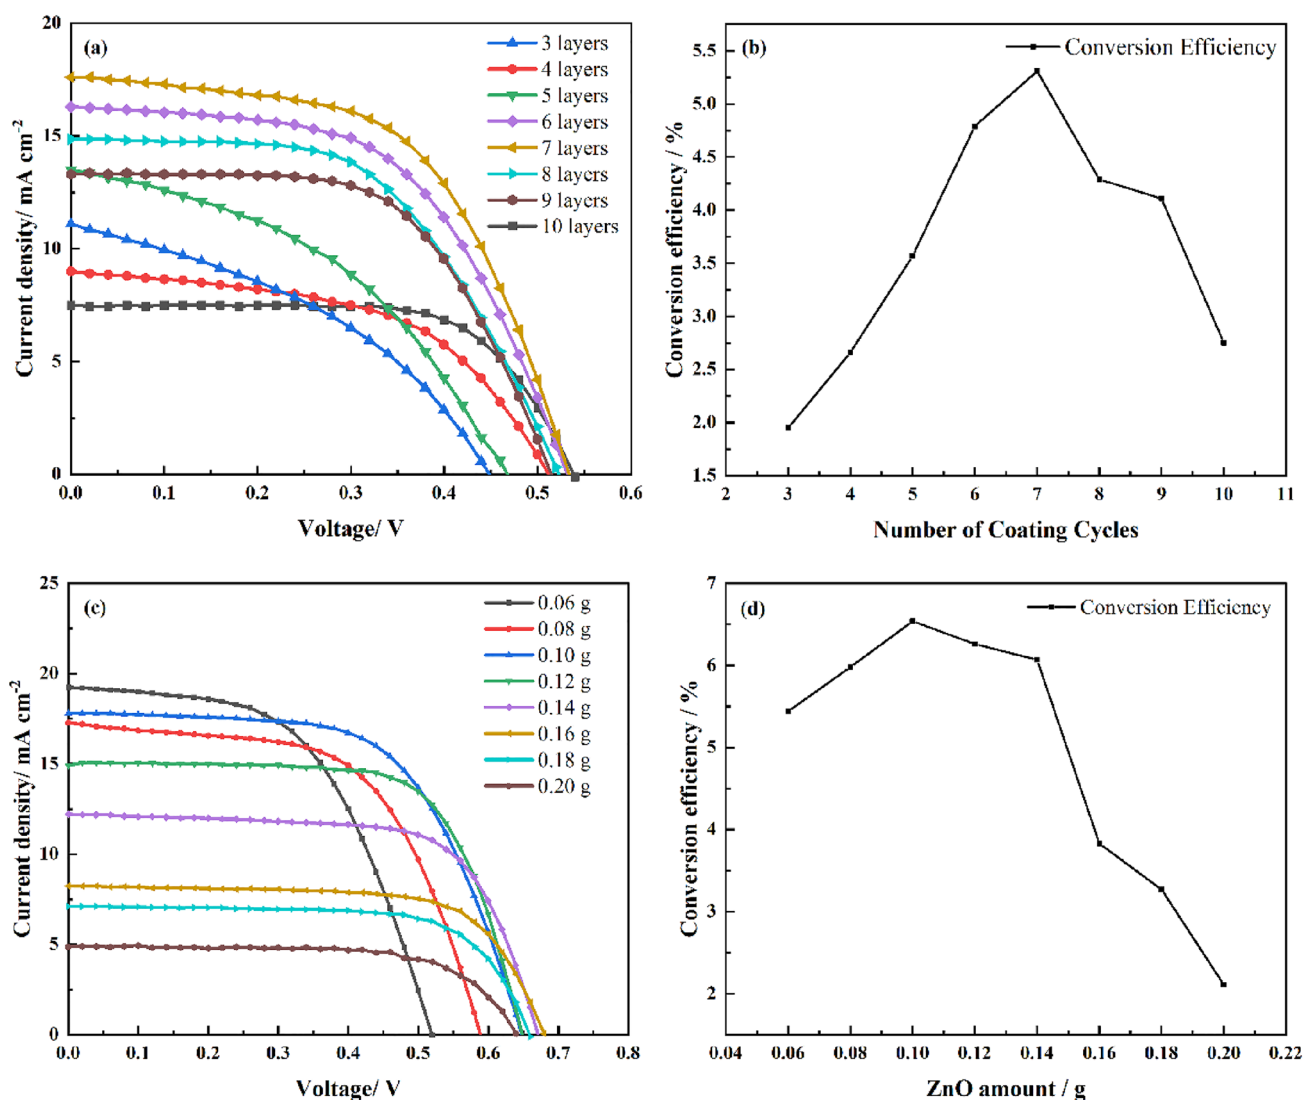 (a)
3 layers
4 layers
5 layers
6 layers
7 layers
8 layers
9 layers
10 layers
20
15
10
5
0
Current density/ mA cm-2
0.0 0.1 0.2 0.3 0.4 0.5 0.6
Voltage/ V
(b)
Conversion Efficiency
5.5
5.0
4.5
4.0
3.5
3.0
2.5
2.0
1.5
Conversion efficiency / %
2 3 4 5 6 7 8 9 10 11
Number of Coating Cycles
(c)
0.06 g
0.08 g
0.10 g
0.12 g
0.14 g
0.16 g
0.18 g
0.20 g
25
20
15
10
5
0
Current density/ mA cm-2
0.0 0.1 0.2 0.3 0.4 0.5 0.6 0.7 0.8
Voltage/ V
(d)
Conversion Efficiency
7
6
5
4
3
2
Conversion efficiency / %
0.04 0.06 0.08 0.10 0.12 0.14 0.16 0.18 0.20 0.22
ZnO amount / g